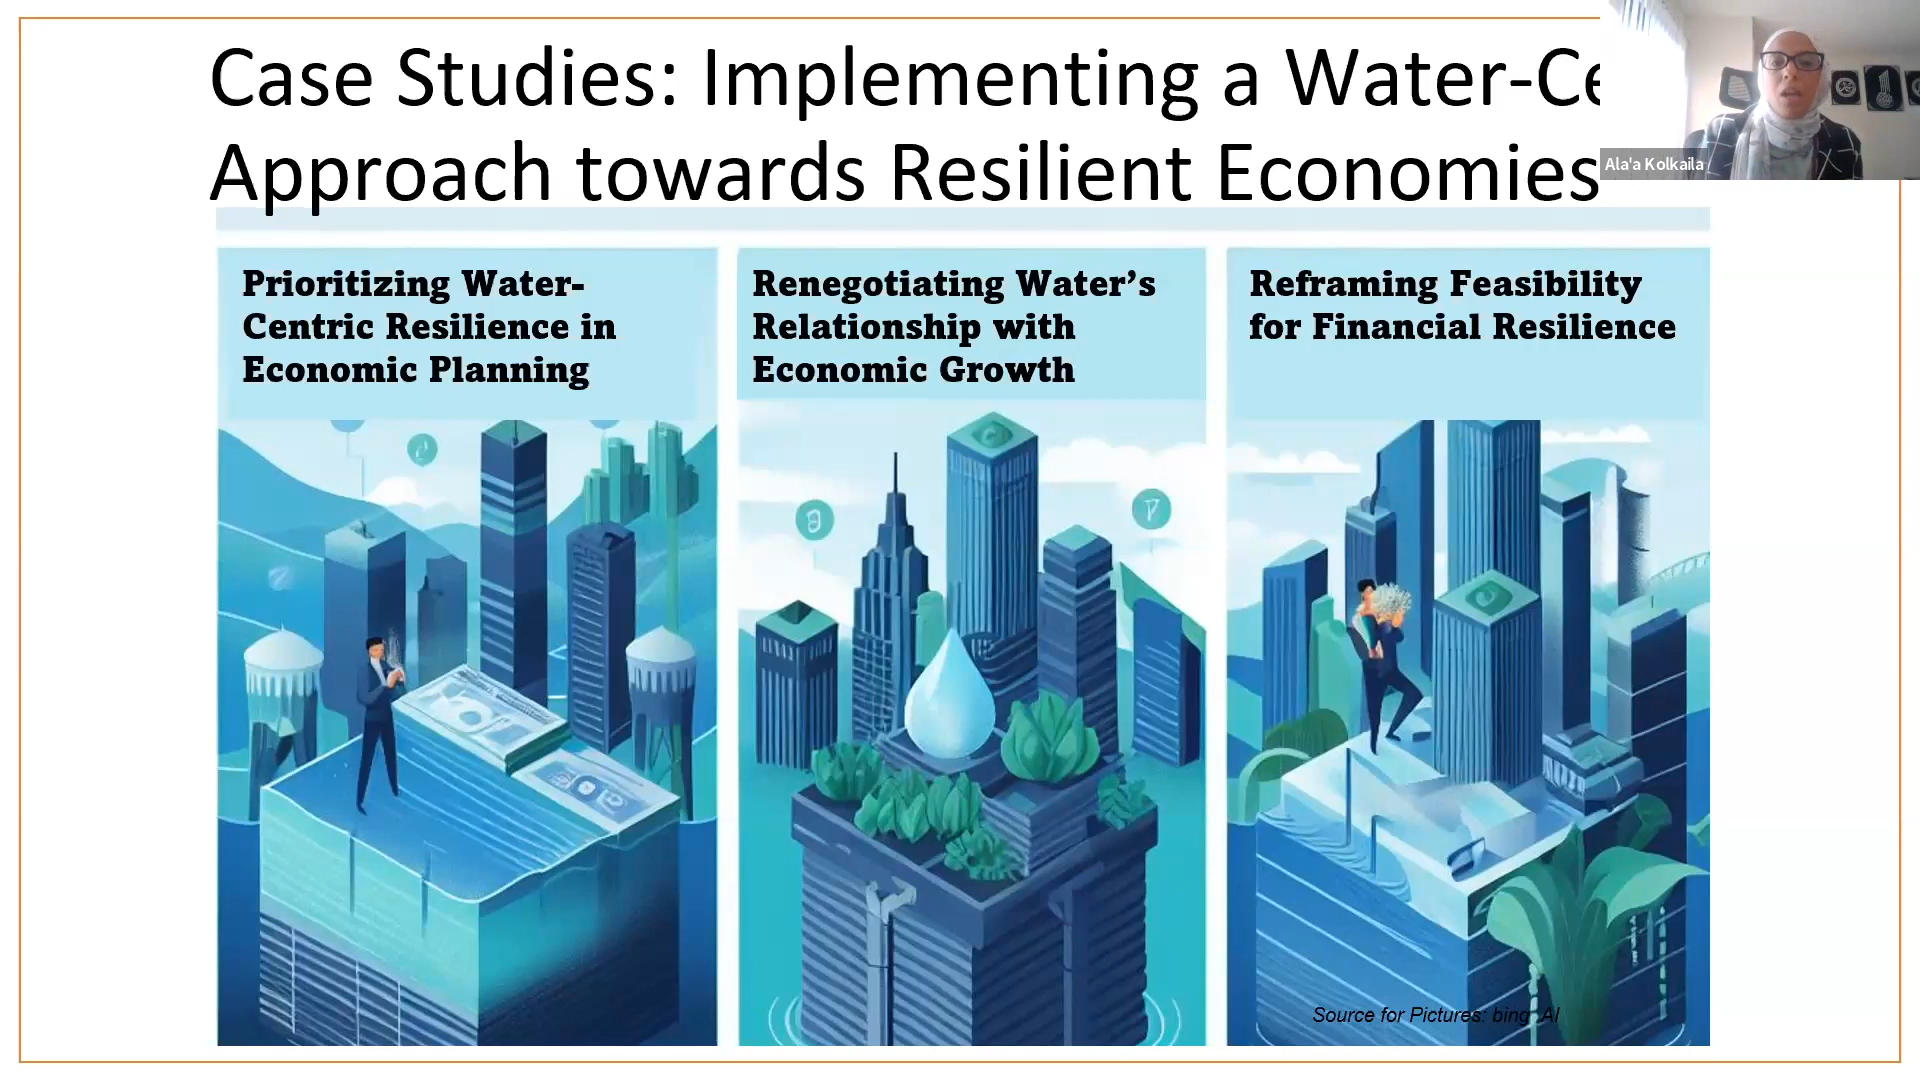 Case Studies: Implementing a Water-Ce
Approach towards Resilient Economies
Ala'a Kolkaila
Prioritizing Water-
Centric Resilience in
Economic Planning
Renegotiating Water’s
Relationship with
Economic Growth
Reframing Feasibility
for Financial Resilience
Source for Pictures: bing AI